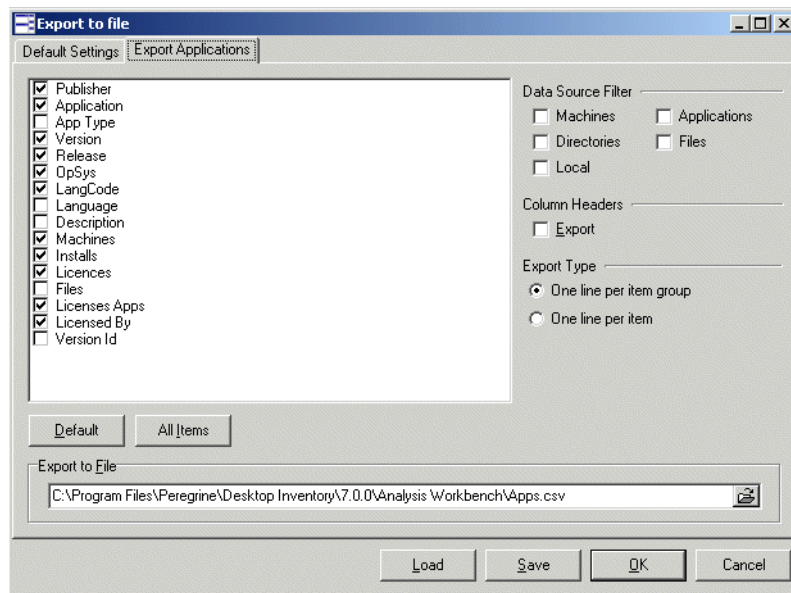 Export to file
Default Settings
Export Applications
Publisher
Application
App Type
Version
Release
OpSys
LangCode
Language
Description
Machines
Installs
Licences
Files
Licenses Apps
Licensed By
Version Id
Data Source Filter
Machines
Applications
Directories
Files
Local
Column Headers
Export
Export Type
One line per item group
One line per item
Default
All Items
Export to File
C:\Program Files\Peregrine\Desktop Inventory\7.0.0\Analysis Workbench\Apps.csv
Load
Save
OK
Cancel